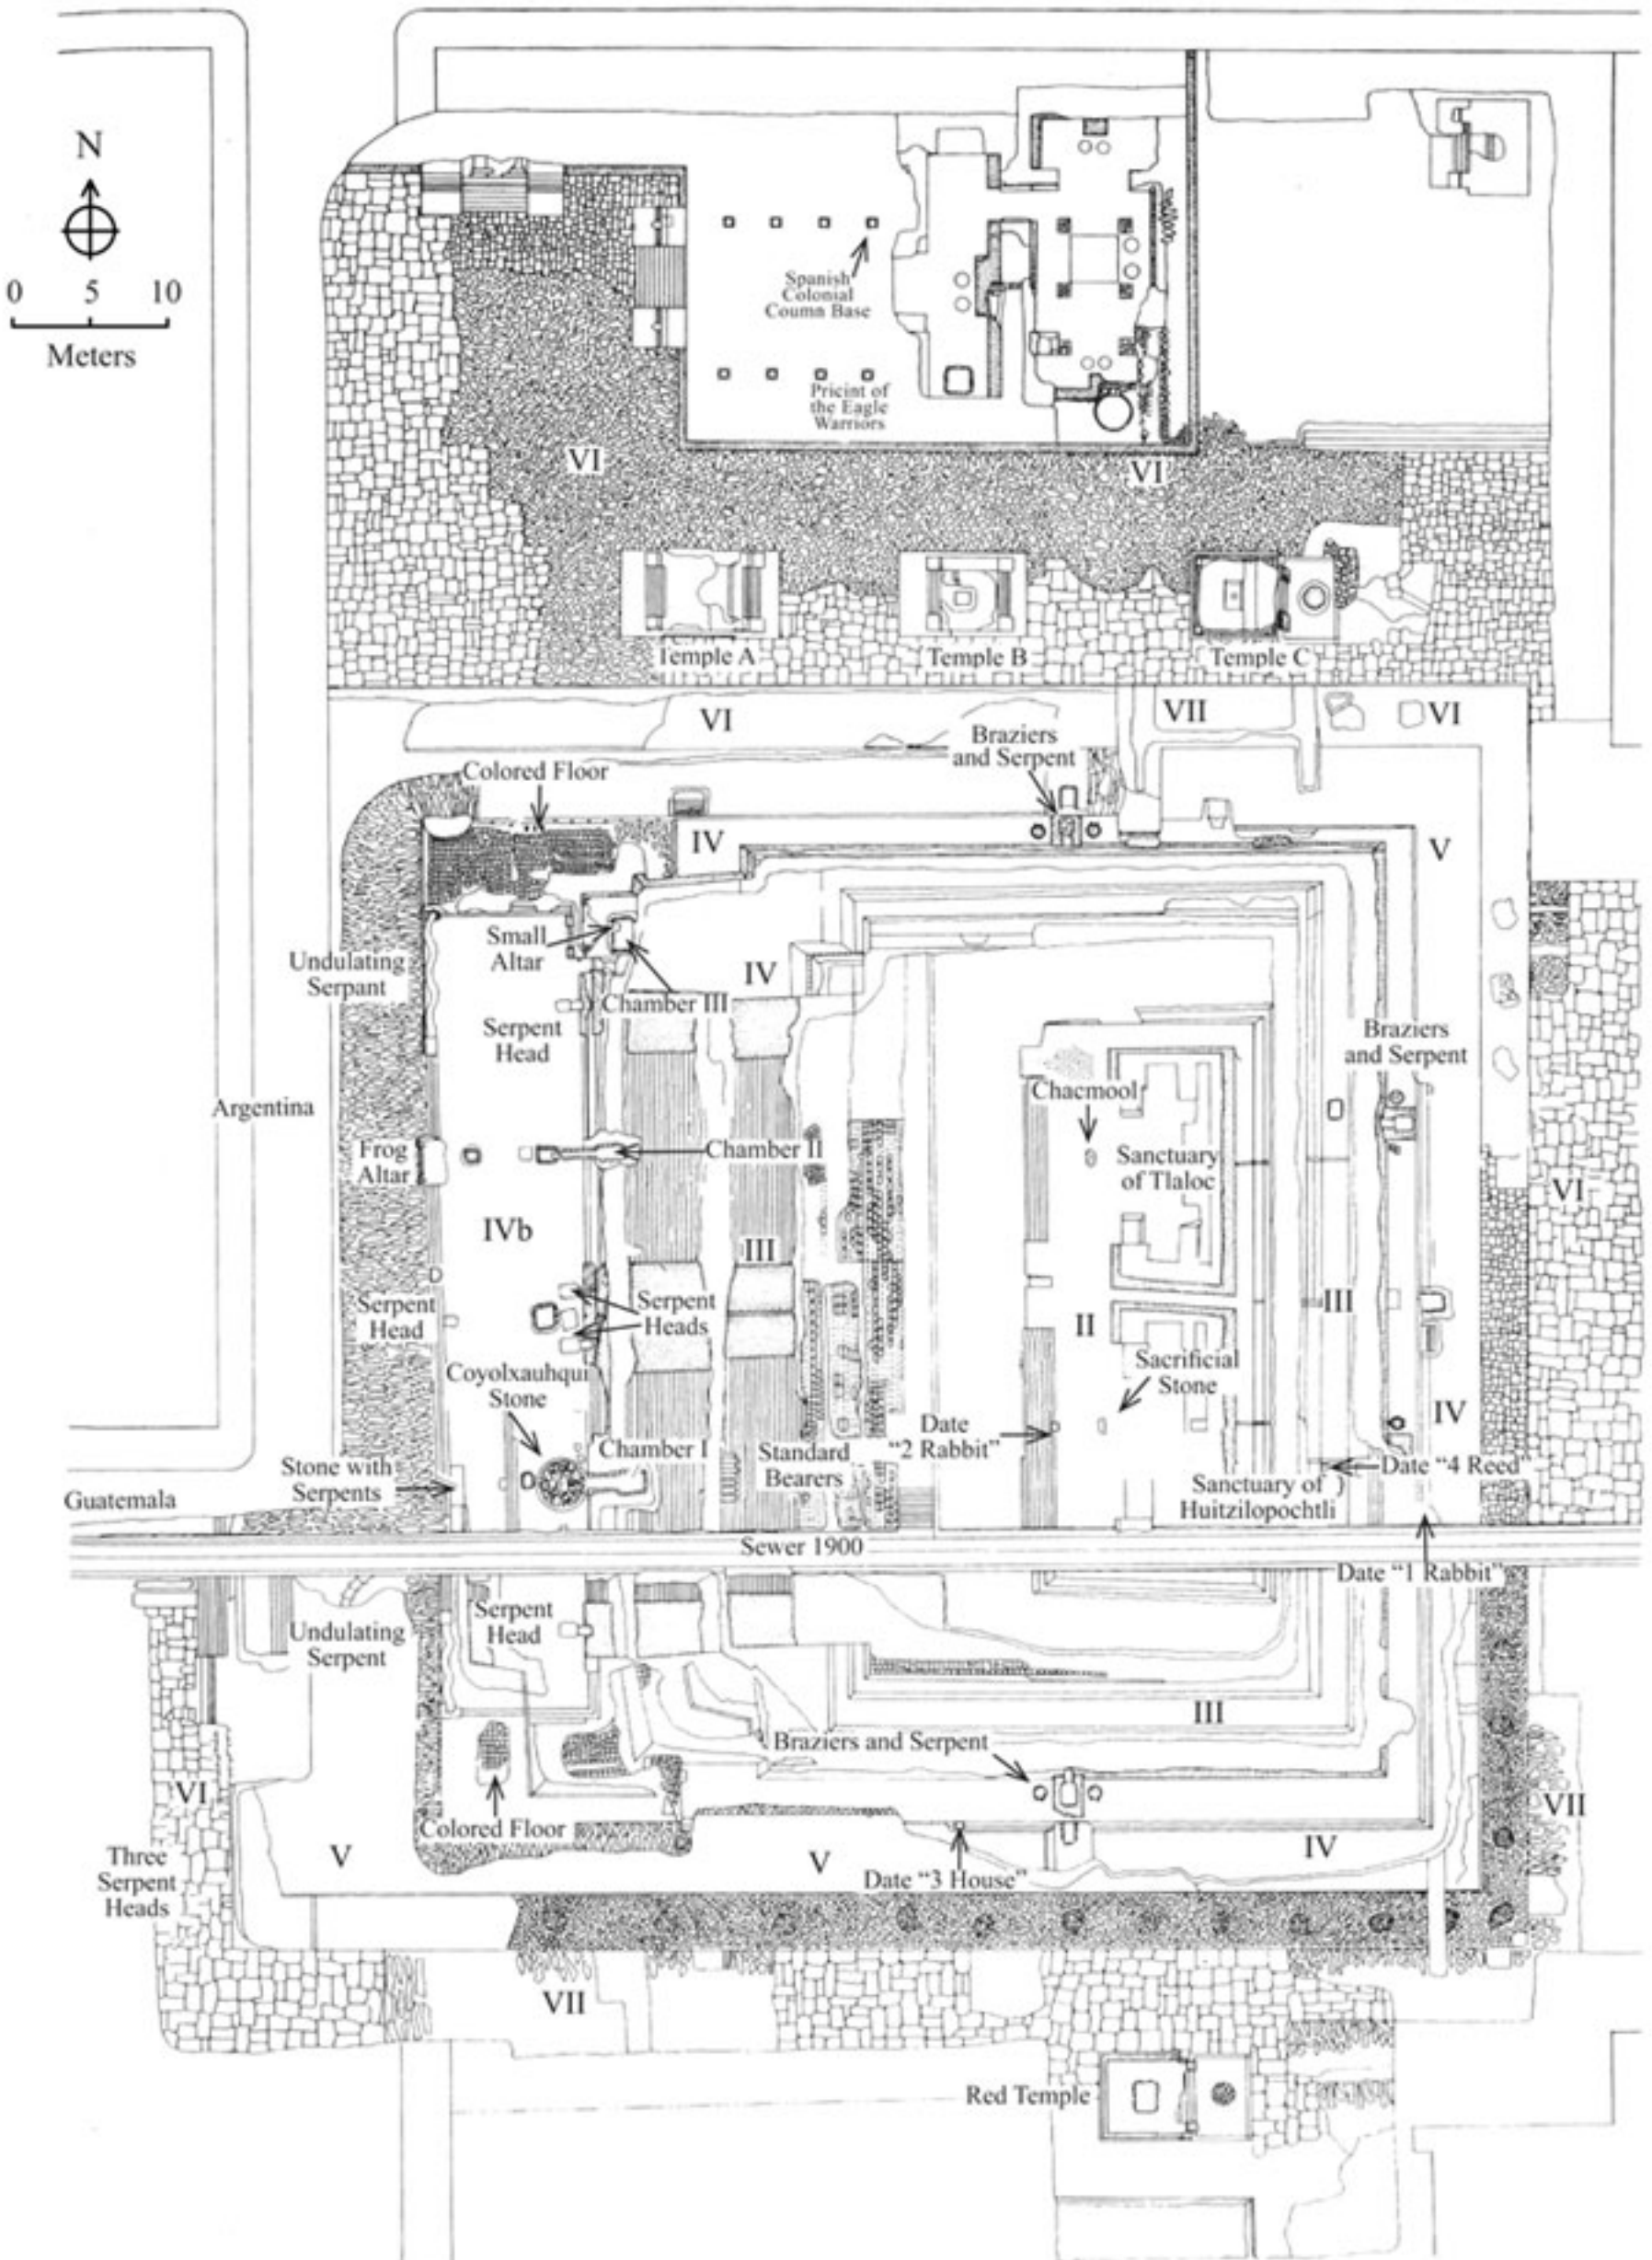 N
0 5 10
Meters
Spanish
Colonial
Coumn Base
Pricint of
the Eagle
Warriors
VI
VI
Temple A
Temple B
Temple C
VI
VII
VI
Braziers
and Serpent
Colored Floor
IV
V
Small
Altar
Undulating
Serpant
IV
Chamber III
Serpent
Head
Braziers
and Serpent
Chacmool
Argentina
Frog
Altar
Chamber II
Sanctuary
of Tlaloc
VI
IVb
III
Serpent
Head
Serpent
Heads
II
III
Coyolxauhqui
Stone
Sacrificial
Stone
Date
"2 Rabbit"
IV
Chamber I
Standard
Bearers
Stone with
Serpents
Date "4 Reed"
Sanctuary of
Huitzilopochtli
Guatemala
Sewer 1900
Date "1 Rabbit"
Serpent
Head
Undulating
Serpent
III
Braziers and Serpent
VI
VII
Colored Floor
V
V
IV
Three
Serpent
Heads
Date "3 House"
VII
Red Temple